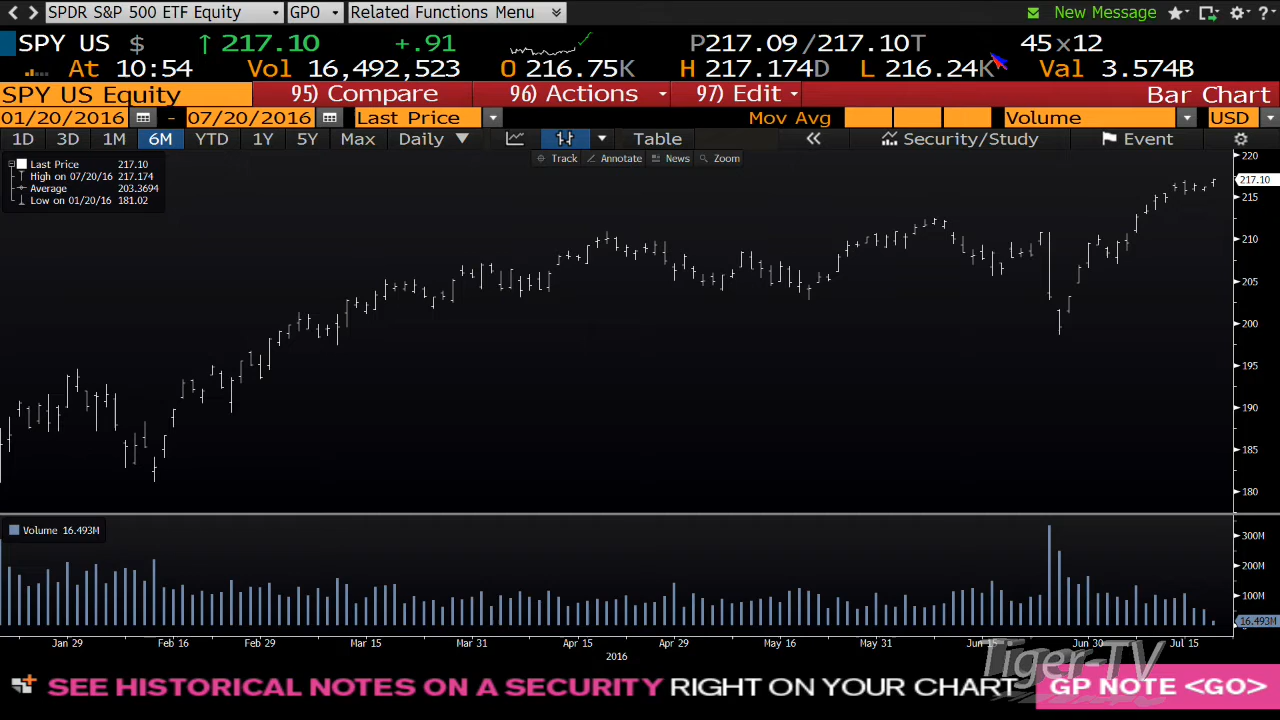 SPDR S&P 500 ETF Equity GPO Related Functions Menu New Message
SPY US $ ↑ 217.10 +.91 P217.09 /217.10T 45x12
At 10:54 Vol 16,492,523 O 216.75K H 217.174D L 216.24K Val 3.574B
SPY US Equity 95) Compare 96) Actions 97) Edit Bar Chart
01/20/2016 - 07/20/2016 Last Price Mov Avg Volume USD
1D 3D 1M 6M YTD 1Y 5Y Max Daily ▼ Table « Security/Study Event
Track Annotate News Zoom
Last Price 217.10
High on 07/20/16 217.174
Average 203.3694
Low on 01/20/16 181.02
220
217.10
215
210
205
200
195
190
185
180
Volume 16.493M
300M
200M
100M
16.493M
Jan 29 Feb 16 Feb 29 Mar 15 Mar 31 Apr 15 Apr 29 May 16 May 31 Jun 15 Jun 30 Jul 15
2016
Tiger-TV
SEE HISTORICAL NOTES ON A SECURITY RIGHT ON YOUR CHART GP NOTE <GO>